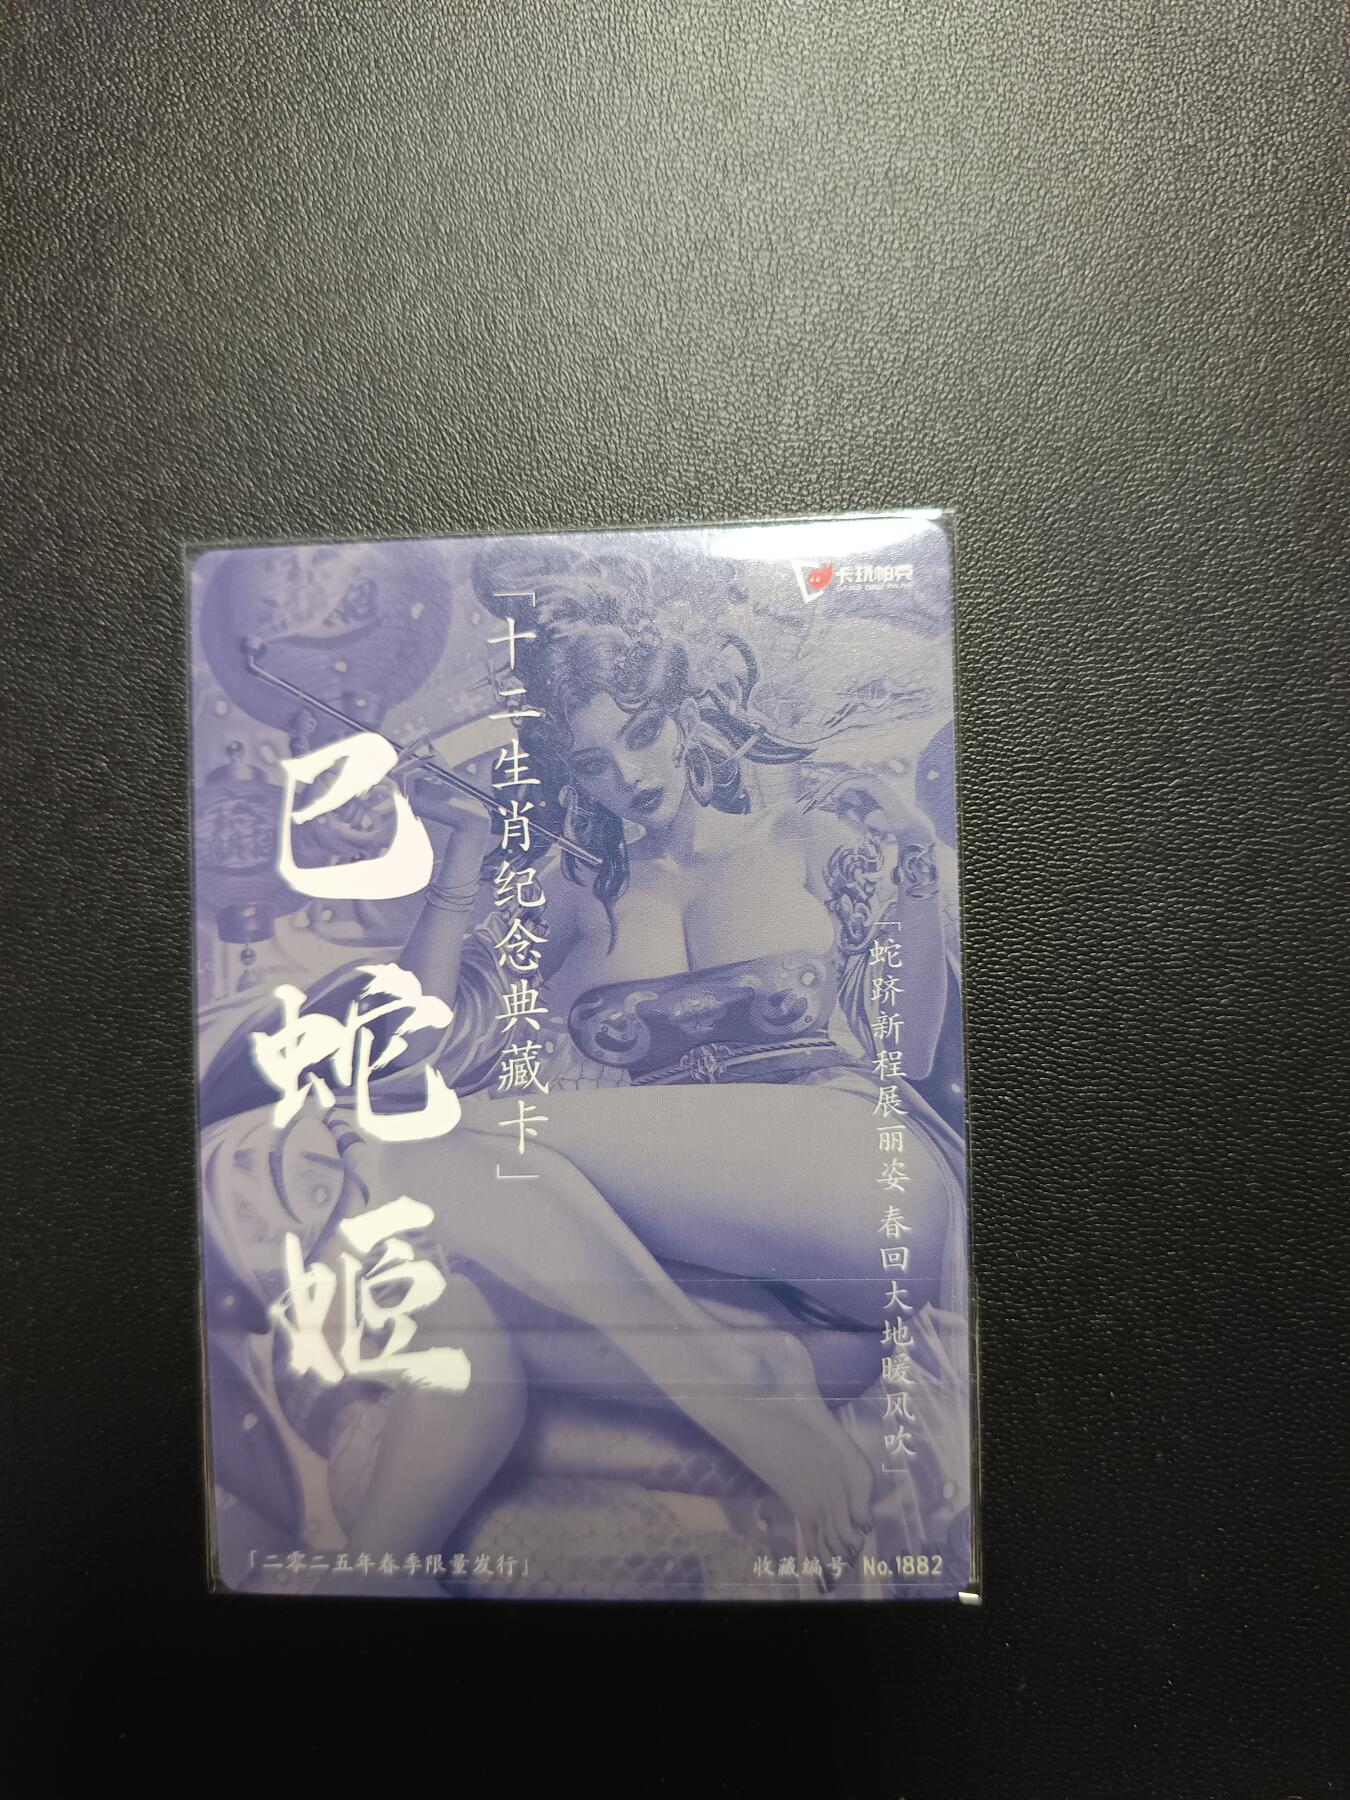 卡玩帕克
「十二生肖纪念典藏卡」
巳蛇姬
「蛇跻新程展丽姿 春回大地暖风吹」
「二零二五年春季限量发行」
收藏编号 No.1882